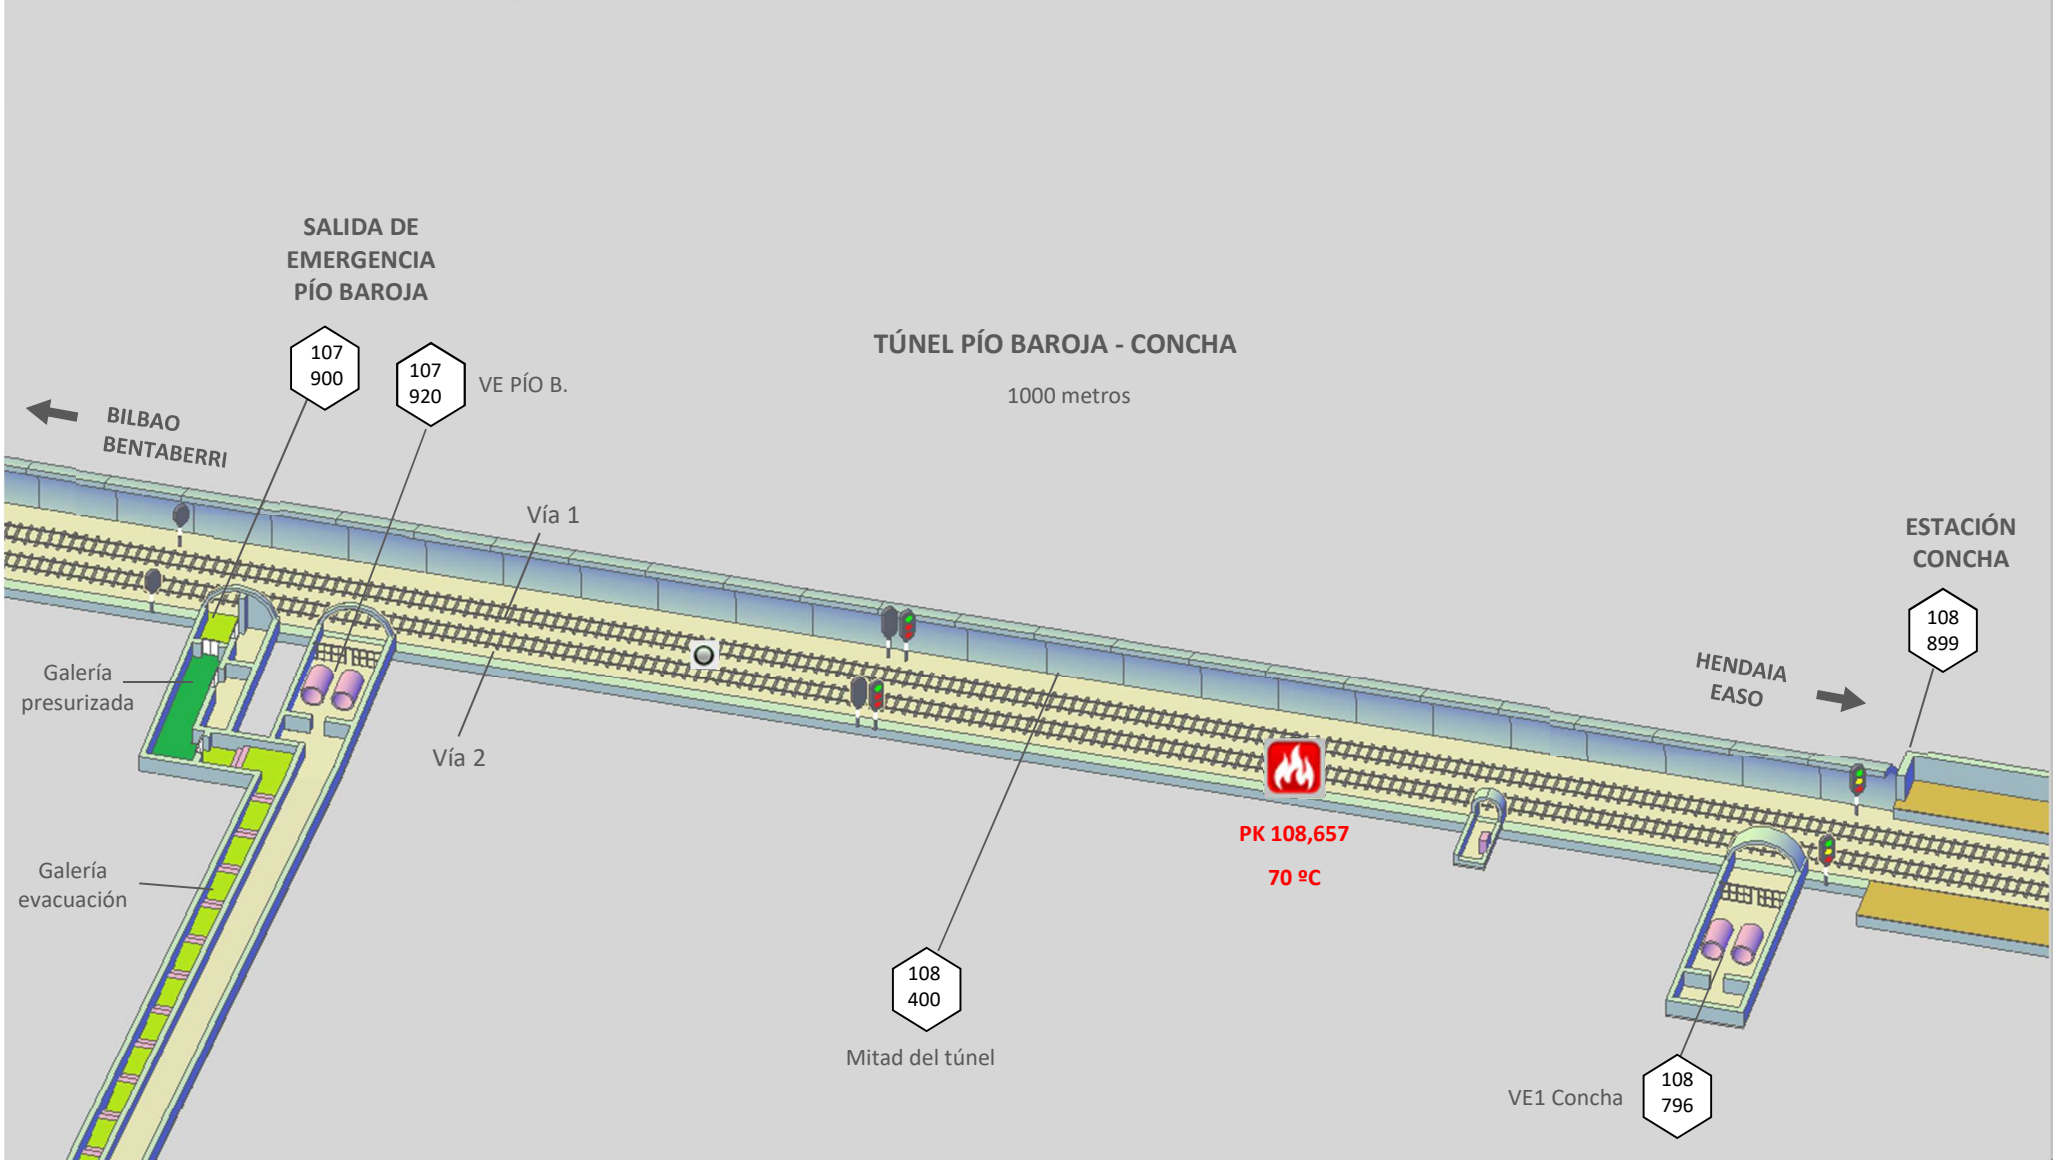 SALIDA DE
EMERGENCIA
PÍO BAROJA
107
900
107
920
VE PÍO B.
TÚNEL PÍO BAROJA - CONCHA
1000 metros
BILBAO
BENTABERRI
Vía 1
ESTACIÓN
CONCHA
108
899
HENDAIA
EASO
Galería
presurizada
Vía 2
PK 108,657
70 ºC
Galería
evacuación
108
400
Mitad del túnel
VE1 Concha
108
796